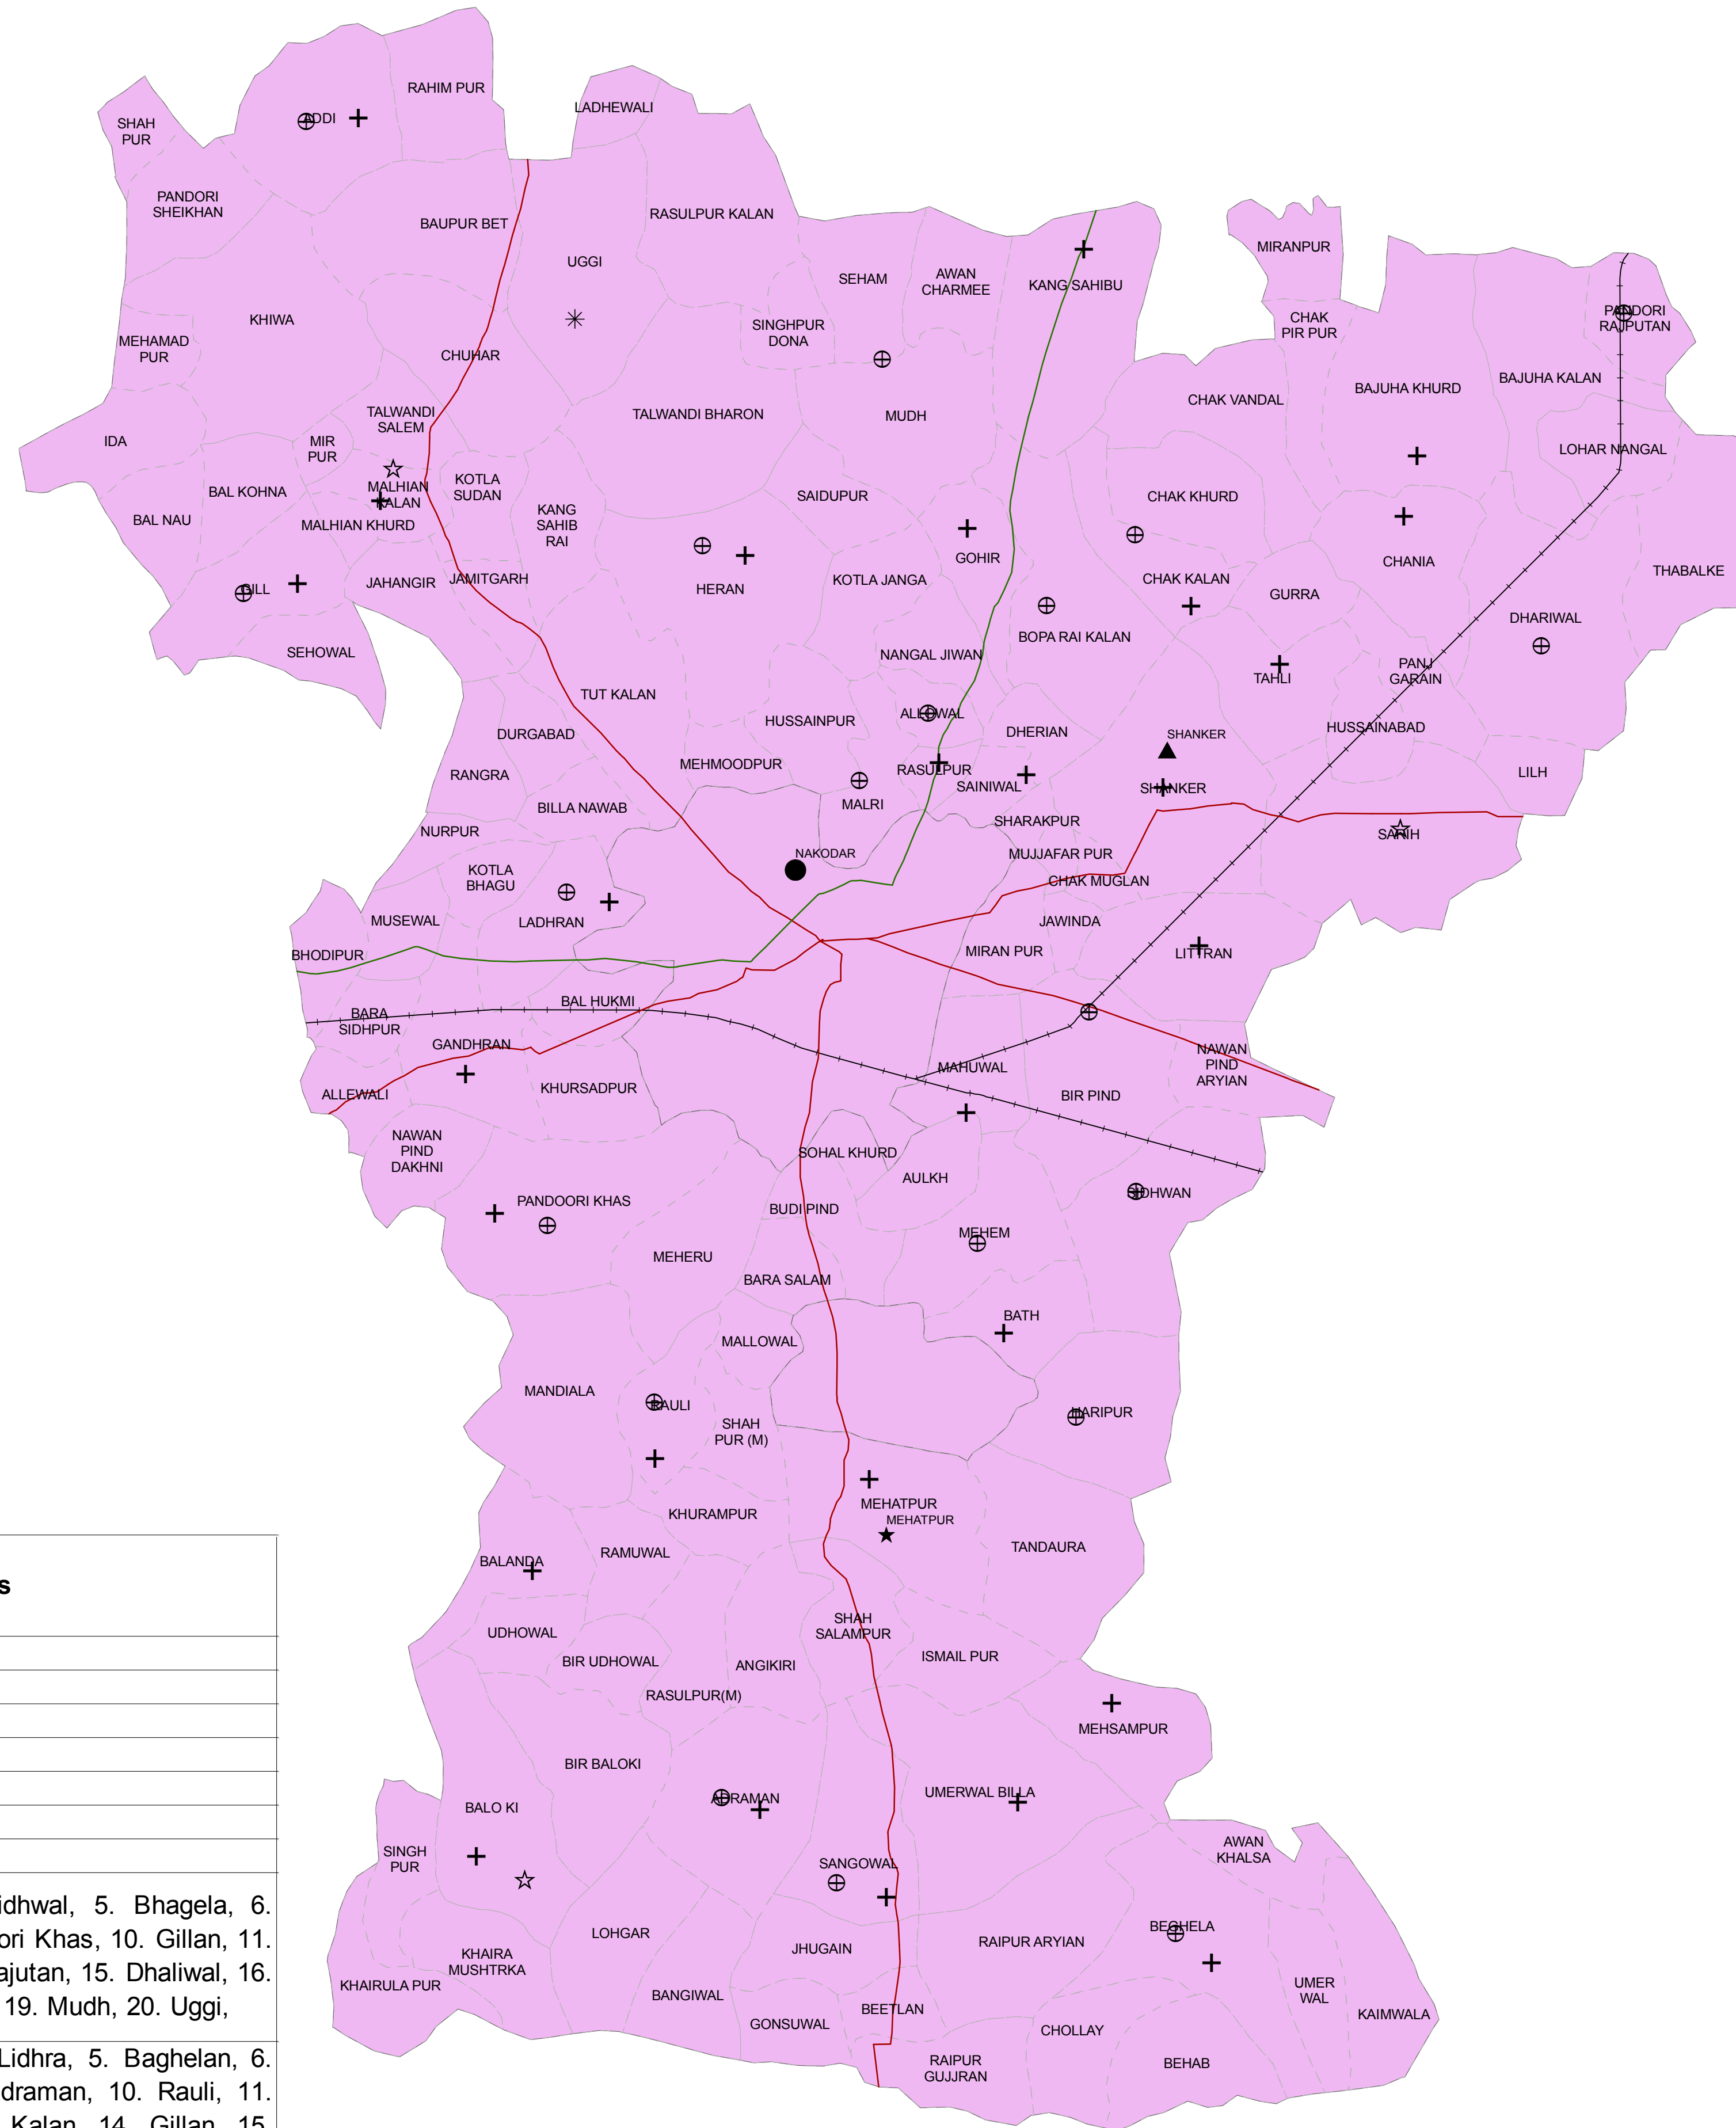 RAHIM PUR
LADHEWALI
SHAH
PUR
ADDI
PANDORI
SHEIKHAN
BAUPUR BET
RASULPUR KALAN
UGGI
SEHAM
AWAN
CHARMEE
KANG SAHIBU
MIRANPUR
KHIWA
MEHAMAD
PUR
CHUHAR
SINGHPUR
DONA
CHAK
PIR PUR
PANDORI
RAJPUTAN
TALWANDI
SALEM
TALWANDI BHARON
MUDH
CHAK VANDAL
BAJUHA KHURD
BAJUHA KALAN
IDA
MIR
PUR
LOHAR NANGAL
BAL KOHNA
MALHIAN
KALAN
KOTLA
SUDAN
SAIDUPUR
CHAK KHURD
BAL NAU
MALHIAN KHURD
KANG
SAHIB
RAI
GOHIR
CHANIA
THABALKE
GILL
JAHANGIR
JAMITGARH
HERAN
KOTLA JANGA
CHAK KALAN
GURRA
DHARIWAL
SEHOWAL
NANGAL JIWAN
BOPA RAI KALAN
TUT KALAN
TAHLI
PANJ
GARAIN
HUSSAINPUR
ALLOWAL
DHERIAN
SHANKER
HUSSAINABAD
DURGABAD
RANGRA
MEHMOODPUR
RASULPUR
SAINIWAL
SHANKER
LILH
BILLA NAWAB
MALRI
NURPUR
SHARAKPUR
SARIH
NAKODAR
MUJJAFAR PUR
KOTLA
BHAGU
CHAK MUGLAN
MUSEWAL
LADHRAN
JAWINDA
BHODIPUR
MIRAN PUR
LITTRAN
BARA
SIDHPUR
BAL HUKMI
GANDHRAN
MAHUWAL
NAWAN
PIND
ARYIAN
ALLEWALI
KHURSADPUR
BIR PIND
NAWAN
PIND
DAKHNI
SOHAL KHURD
AULKH
PANDOORI KHAS
BUDI PIND
SIDHWAN
MEHERU
MEHEM
BARA SALAM
BATH
MALLOWAL
MANDIALA
RAULI
SHAH
PUR (M)
HARIPUR
KHURAMPUR
MEHATPUR
MEHATPUR
BALANDA
RAMUWAL
TANDAURA
UDHOWAL
SHAH
SALAMPUR
BIR UDHOWAL
ANGIKIRI
ISMAIL PUR
RASULPUR(M)
MEHSAMPUR
BIR BALOKI
BALO KI
ADRAMAN
UMERWAL BILLA
SINGH
PUR
SANGOWAL
AWAN
KHALSA
LOHGAR
JHUGAIN
RAIPUR ARYIAN
BEGHELA
KHAIRA
MUSHTRKA
KHAIRULA PUR
BANGIWAL
UMER
WAL
GONSUWAL
BEETLAN
CHOLLAY
KAIMWALA
RAIPUR
GUJJRAN
BEHAB
s
idhwal, 5. Bhagela, 6.
ori Khas, 10. Gillan, 11.
ajutan, 15. Dhaliwal, 16.
19. Mudh, 20. Uggi,
Lidhra, 5. Baghelan, 6.
draman, 10. Rauli, 11.
Kalan, 14. Gillan, 15.